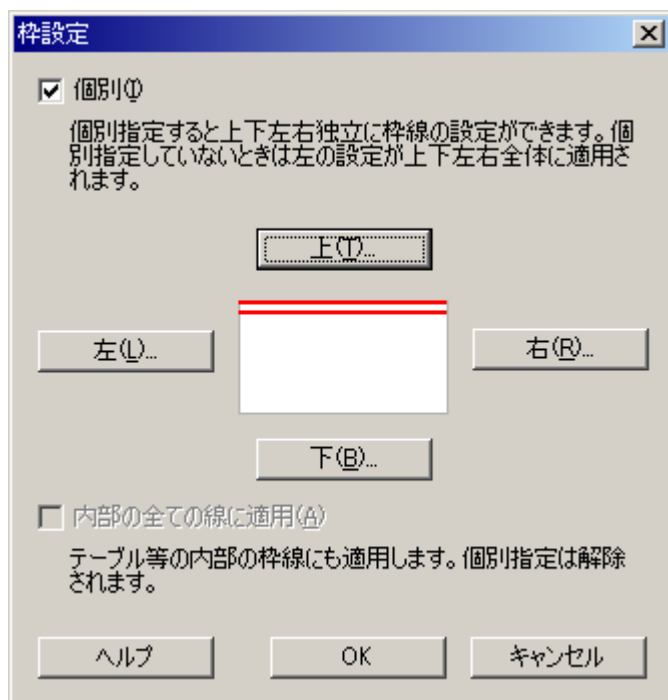 枠設定
個別(I)
個別指定すると上下左右独立に枠線の設定ができます。個
別指定していないときは左の設定が上下左右全体に適用さ
れます。
上(T)...
左(L)...
右(R)...
下(B)...
内部の全ての線に適用(A)
テーブル等の内部の枠線にも適用します。個別指定は解除
されます。
ヘルプ
OK
キャンセル